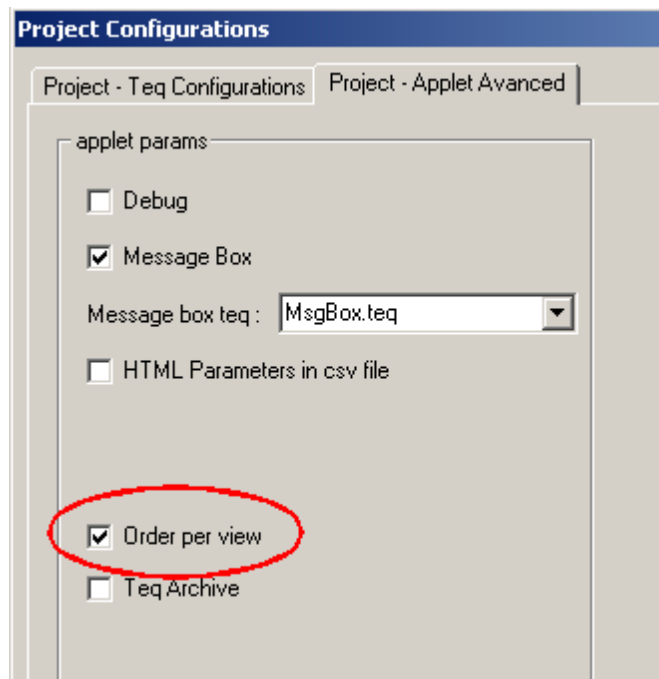 Project Configurations
Project - Teq Configurations
Project - Applet Avanced
applet params
Debug
Message Box
Message box teq :
MsgBox.teq
HTML Parameters in csv file
Order per view
Teq Archive